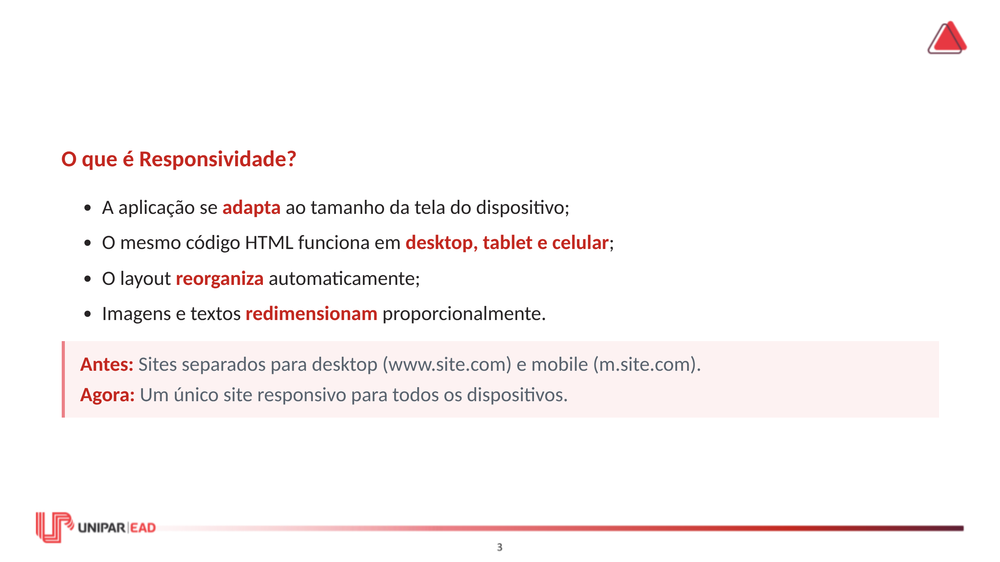 O que é Responsividade?
• A aplicação se adapta ao tamanho da tela do dispositivo;
• O mesmo código HTML funciona em desktop, tablet e celular;
• O layout reorganiza automaticamente;
• Imagens e textos redimensionam proporcionalmente.
Antes: Sites separados para desktop (www.site.com) e mobile (m.site.com).
Agora: Um único site responsivo para todos os dispositivos.
UNIPAR|EAD
3